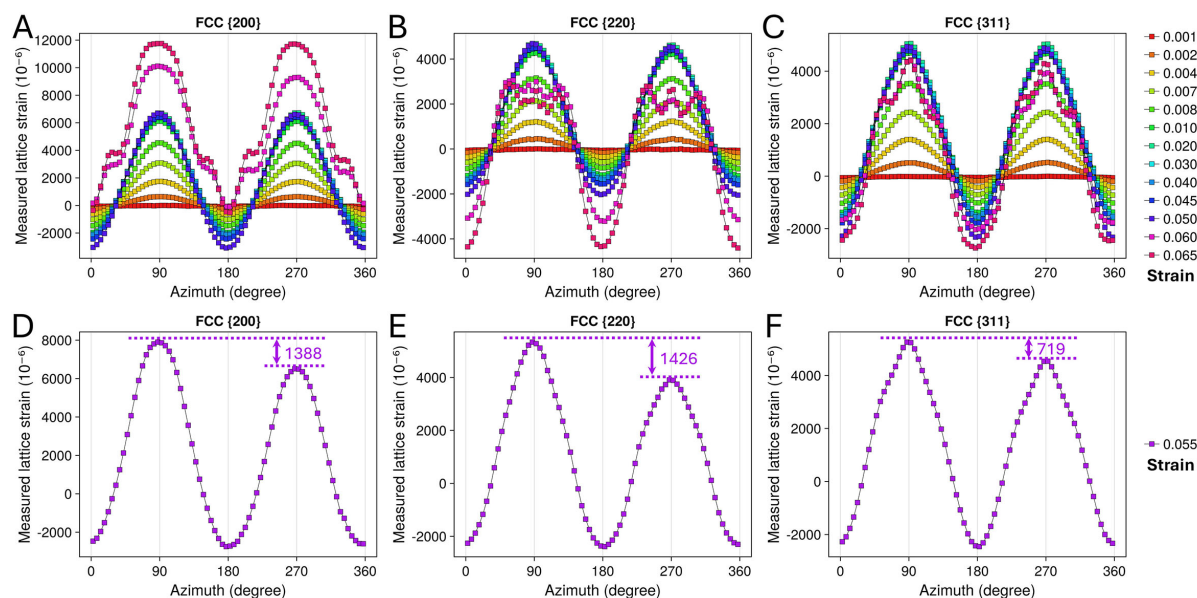 A
FCC {200}
Measured lattice strain (10⁻⁶)
12000
10000
8000
6000
4000
2000
0
-2000
0 90 180 270 360
Azimuth (degree)
B
FCC {220}
Measured lattice strain (10⁻⁶)
4000
2000
0
-2000
-4000
0 90 180 270 360
Azimuth (degree)
C
FCC {311}
Measured lattice strain (10⁻⁶)
4000
2000
0
-2000
0 90 180 270 360
Azimuth (degree)
0.001
0.002
0.004
0.007
0.008
0.010
0.020
0.030
0.040
0.045
0.050
0.060
0.065
Strain
D
FCC {200}
Measured lattice strain (10⁻⁶)
8000
6000
4000
2000
0
-2000
1388
0 90 180 270 360
Azimuth (degree)
E
FCC {220}
Measured lattice strain (10⁻⁶)
4000
2000
0
-2000
1426
0 90 180 270 360
Azimuth (degree)
F
FCC {311}
Measured lattice strain (10⁻⁶)
4000
2000
0
-2000
719
0 90 180 270 360
Azimuth (degree)
0.055
Strain